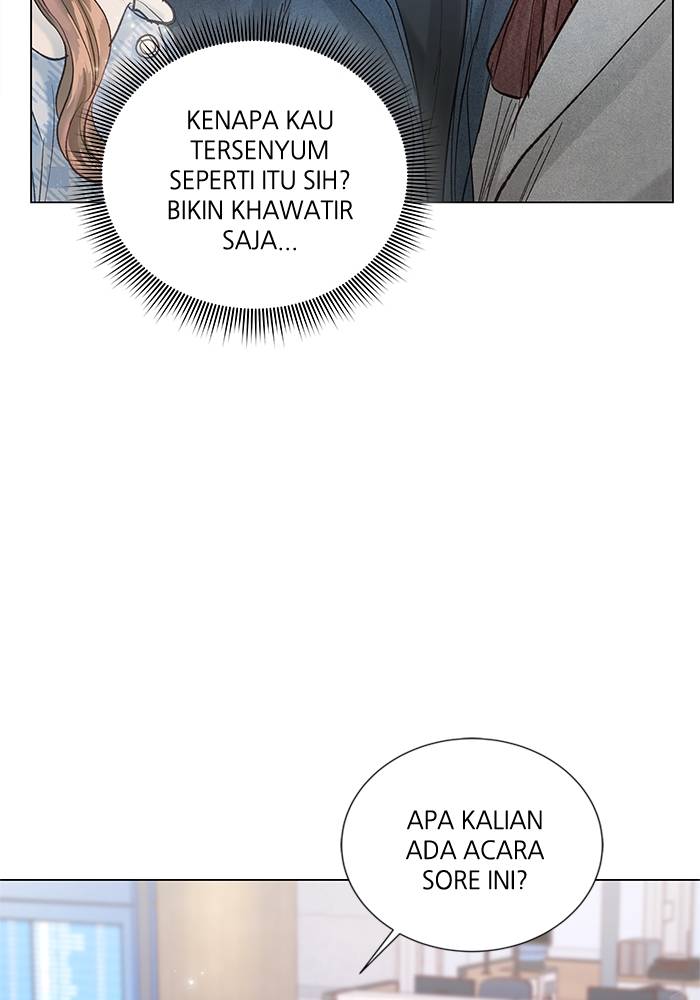 KENAPA KAU
TERSENYUM
SEPERTI ITU SIH?
BIKIN KHAWATIR
SAJA...
APA KALIAN
ADA ACARA
SORE INI?